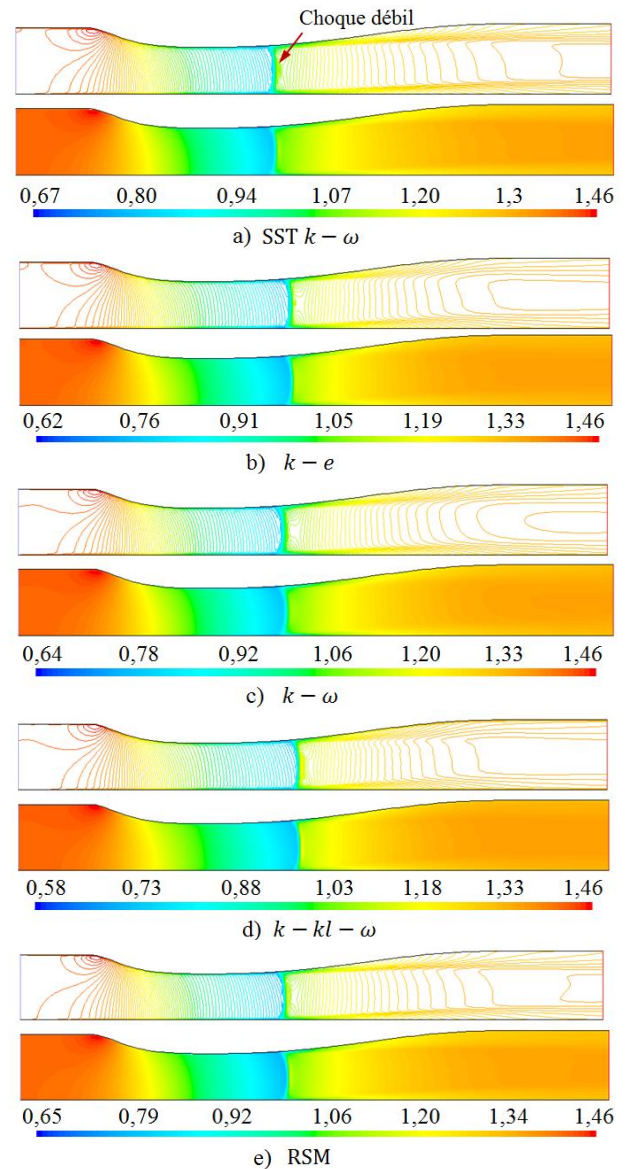 Choque débil
0,67 0,80 0,94 1,07 1,20 1,3 1,46
a) SST k − ω
0,62 0,76 0,91 1,05 1,19 1,33 1,46
b) k − e
0,64 0,78 0,92 1,06 1,19 1,33 1,46
c) k − ω
0,58 0,73 0,88 1,03 1,18 1,33 1,46
d) k − kl − ω
0,65 0,79 0,92 1,06 1,20 1,34 1,46
e) RSM